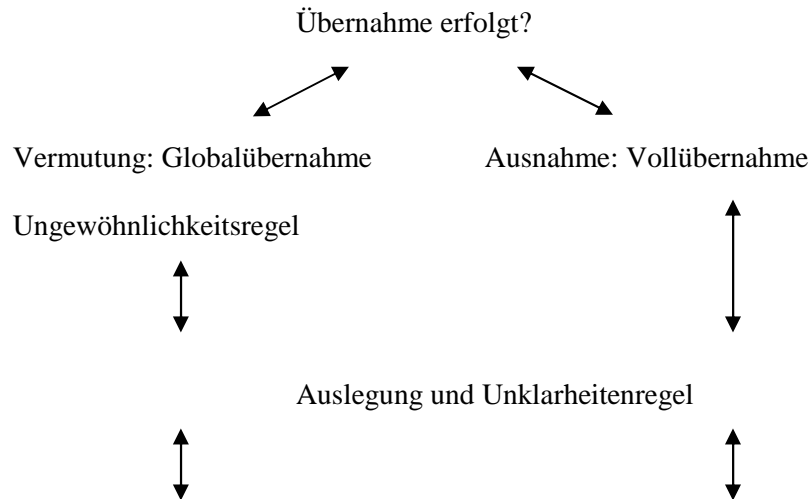 Übernahme erfolgt?
Vermutung: Globalübernahme
Ausnahme: Vollübernahme
Ungewöhnlichkeitsregel
Auslegung und Unklarheitenregel